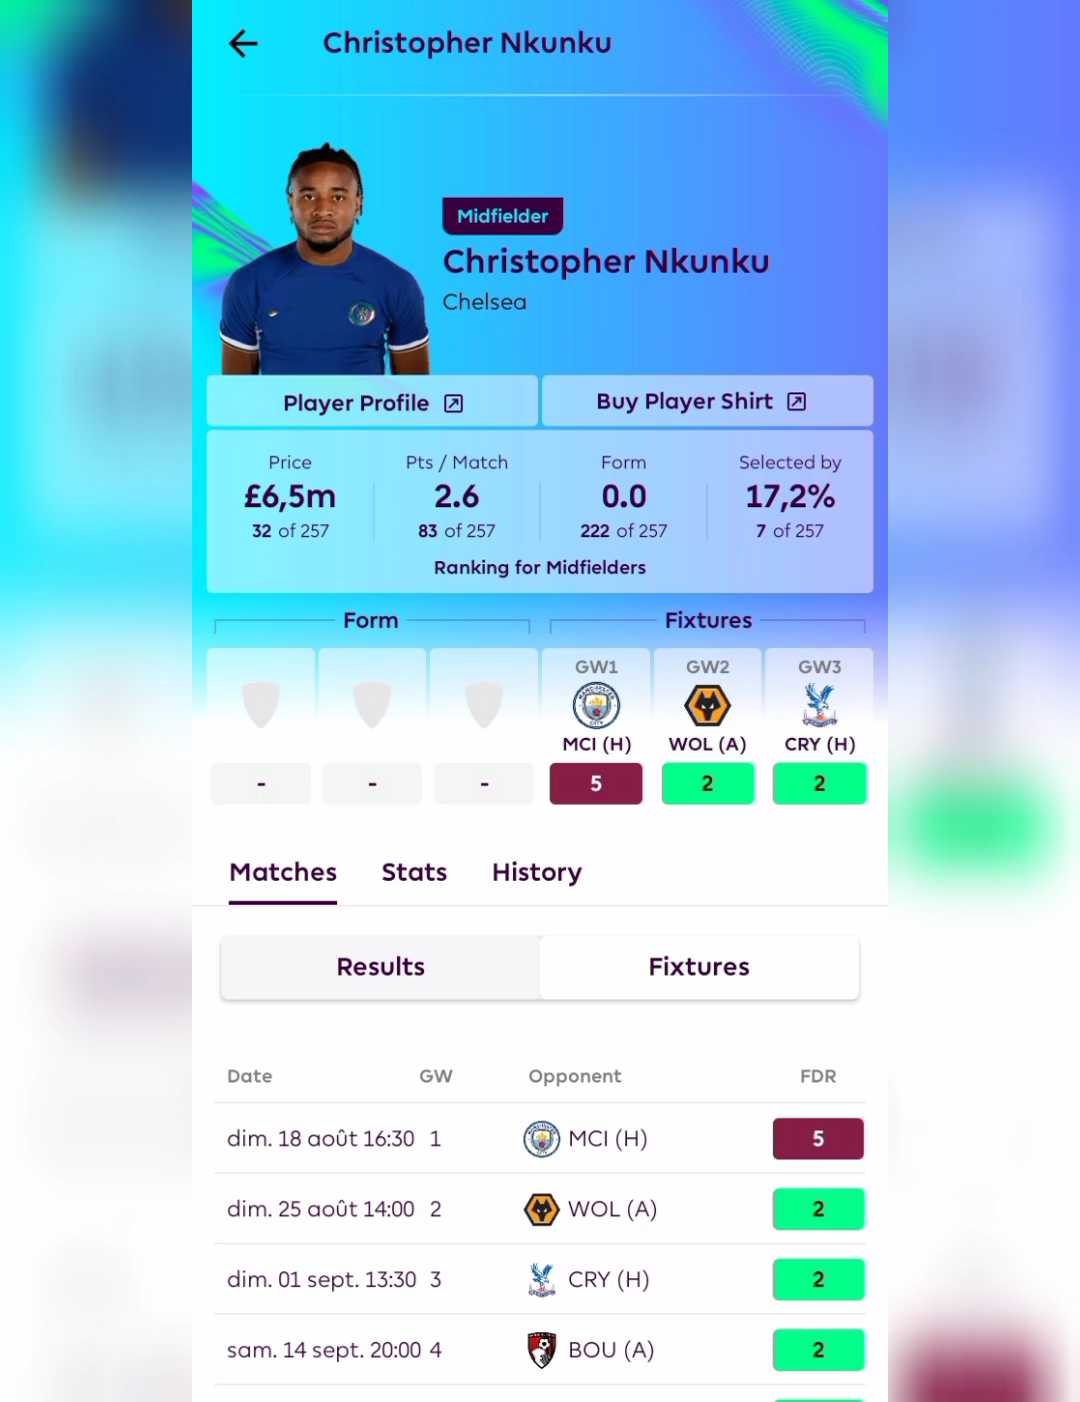 Christopher Nkunku
Midfielder
Christopher Nkunku
Chelsea
Player Profile
Buy Player Shirt
Price Pts / Match Form Selected by
£6,5m 2.6 0.0 17,2%
32 of 257 83 of 257 222 of 257 7 of 257
Ranking for Midfielders
Form Fixtures
GW1 GW2 GW3
MCI (H) WOL (A) CRY (H)
- - - 5 2 2
Matches Stats History
Results Fixtures
Date GW Opponent FDR
dim. 18 août 16:30 1 MCI (H) 5
dim. 25 août 14:00 2 WOL (A) 2
dim. 01 sept. 13:30 3 CRY (H) 2
sam. 14 sept. 20:00 4 BOU (A) 2